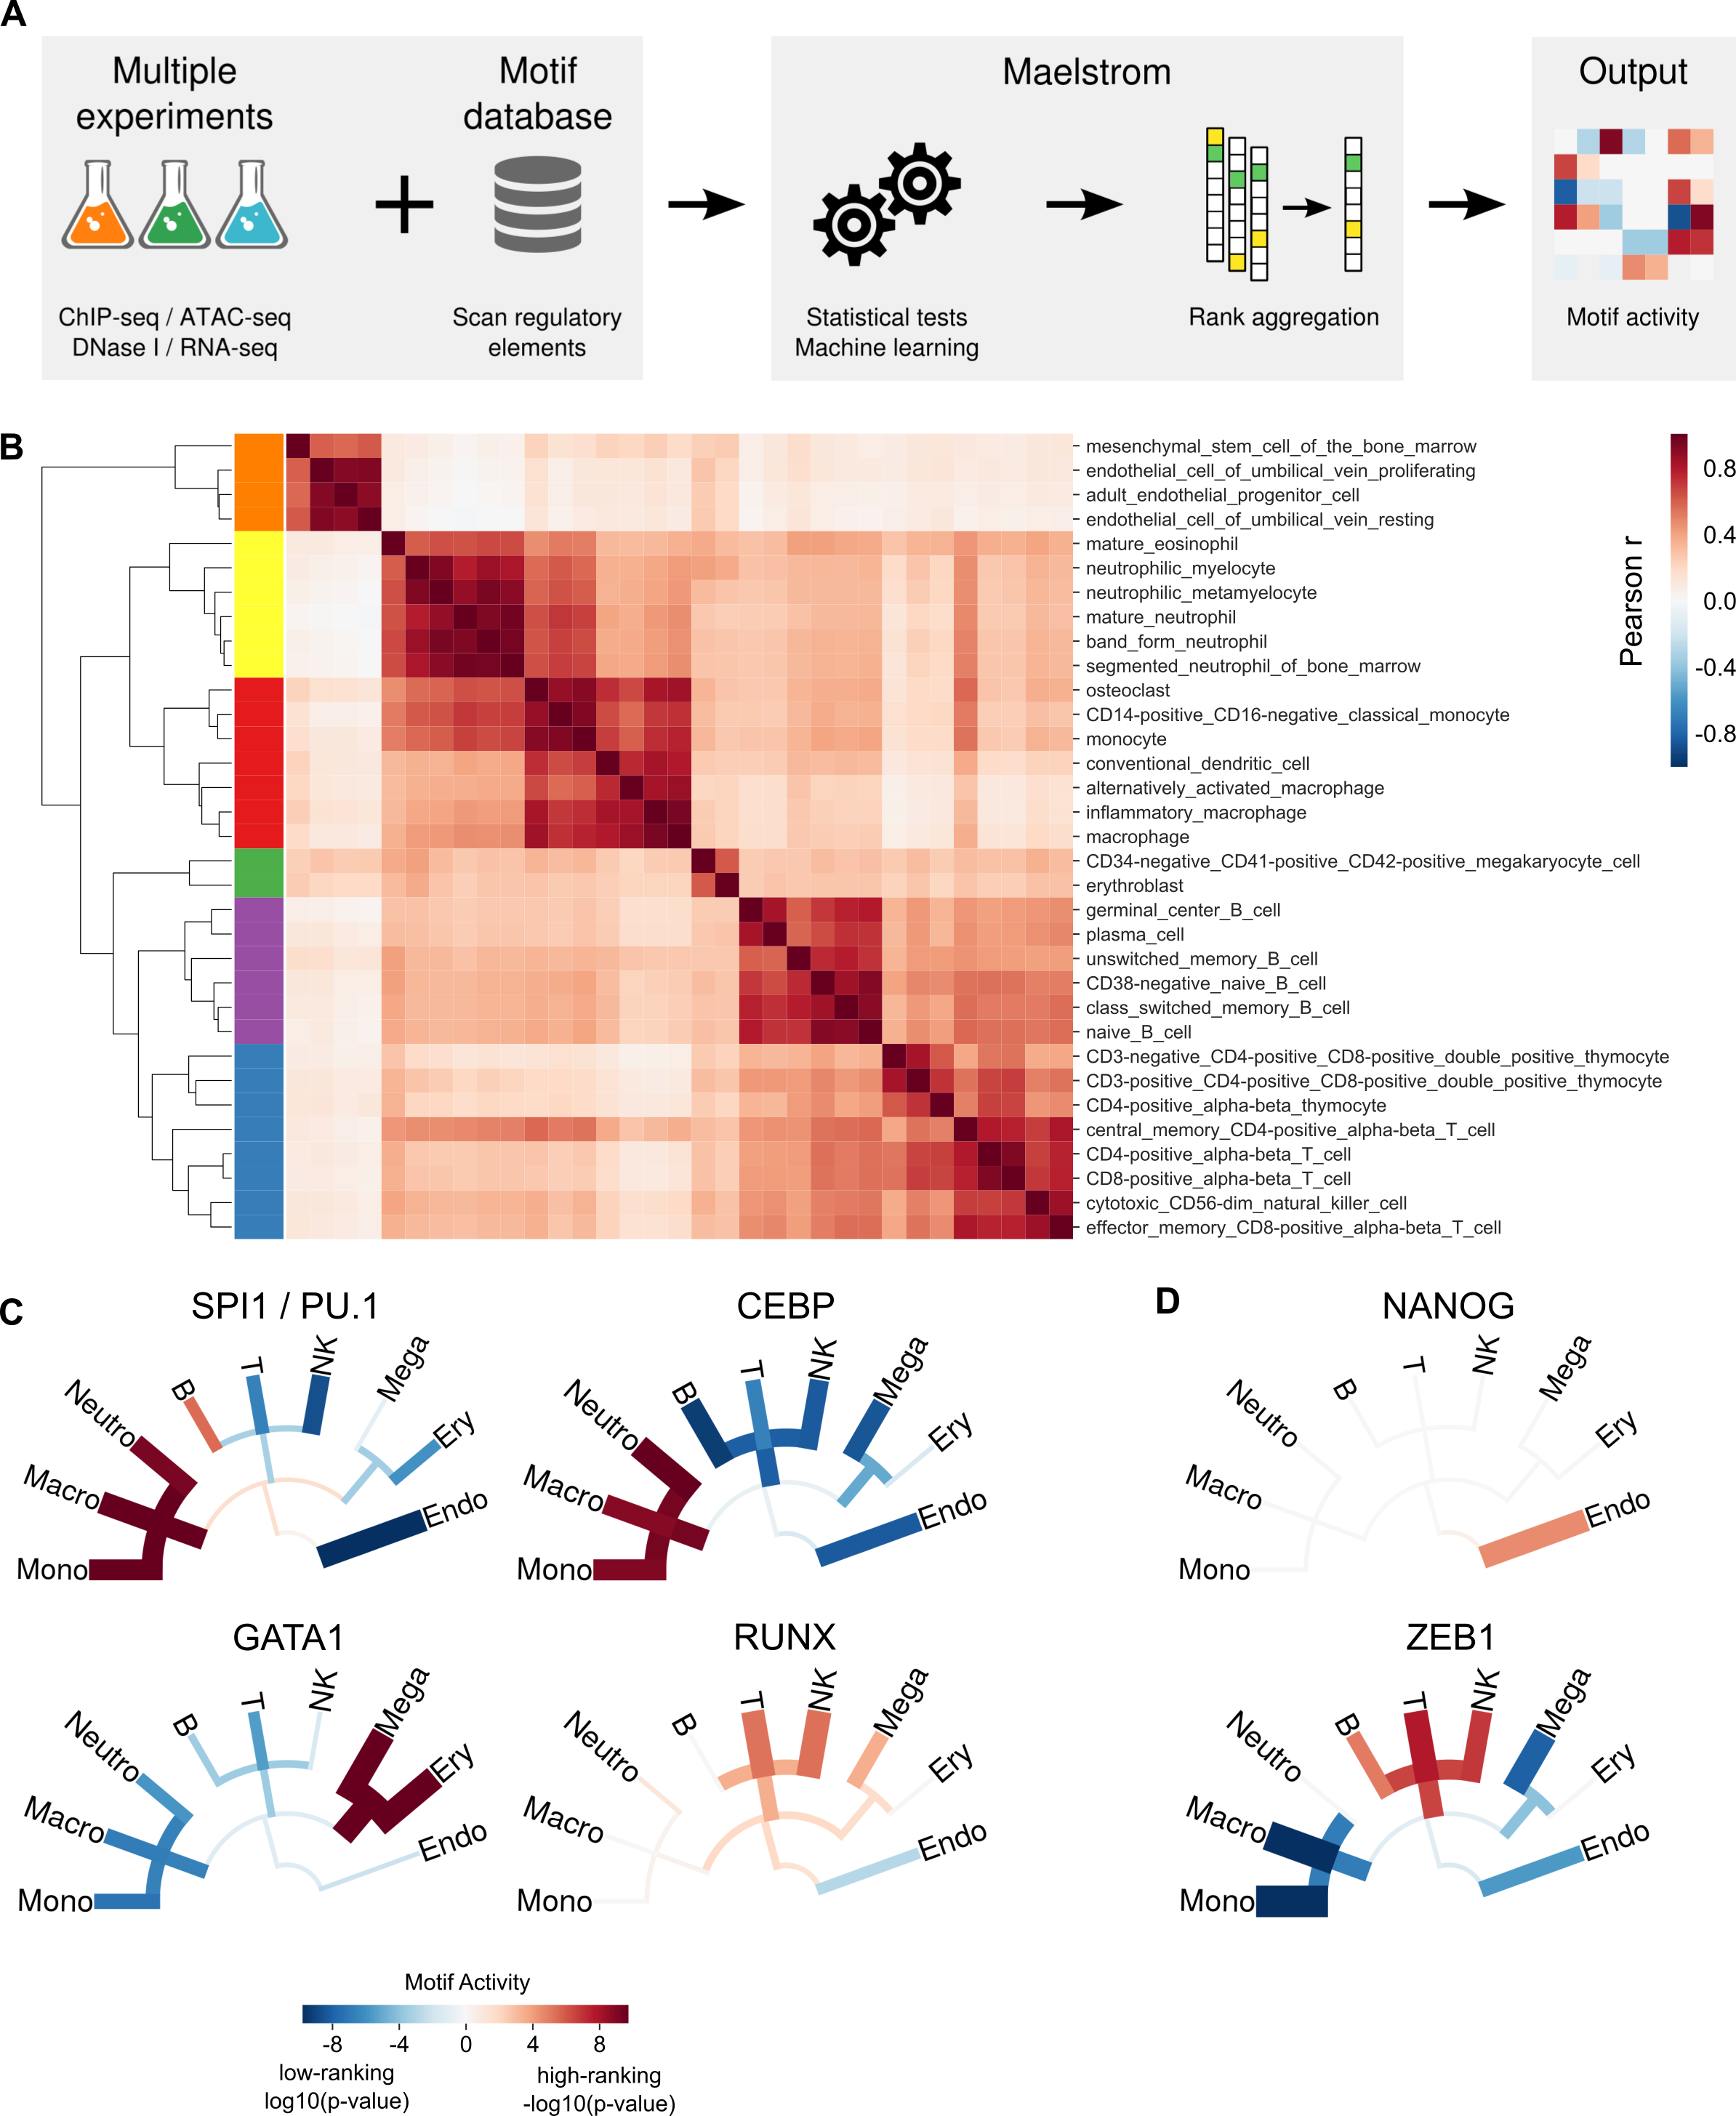 A
Multiple
experiments
Motif
database
Maelstrom
Output
ChIP-seq / ATAC-seq
DNase I / RNA-seq
Scan regulatory
elements
Statistical tests
Machine learning
Rank aggregation
Motif activity
B
mesenchymal_stem_cell_of_the_bone_marrow
endothelial_cell_of_umbilical_vein_proliferating
adult_endothelial_progenitor_cell
endothelial_cell_of_umbilical_vein_resting
mature_eosinophil
neutrophilic_myelocyte
neutrophilic_metamyelocyte
mature_neutrophil
band_form_neutrophil
segmented_neutrophil_of_bone_marrow
osteoclast
CD14-positive_CD16-negative_classical_monocyte
monocyte
conventional_dendritic_cell
alternatively_activated_macrophage
inflammatory_macrophage
macrophage
CD34-negative_CD41-positive_CD42-positive_megakaryocyte_cell
erythroblast
germinal_center_B_cell
plasma_cell
unswitched_memory_B_cell
CD38-negative_naive_B_cell
class_switched_memory_B_cell
naive_B_cell
CD3-negative_CD4-positive_CD8-positive_double_positive_thymocyte
CD3-positive_CD4-positive_CD8-positive_double_positive_thymocyte
CD4-positive_alpha-beta_thymocyte
central_memory_CD4-positive_alpha-beta_T_cell
CD4-positive_alpha-beta_T_cell
CD8-positive_alpha-beta_T_cell
cytotoxic_CD56-dim_natural_killer_cell
effector_memory_CD8-positive_alpha-beta_T_cell
Pearson r
0.8
0.4
0.0
-0.4
-0.8
C
SPI1 / PU.1
Mono
Macro
Neutro
B
T
NK
Mega
Ery
Endo
CEBP
Mono
Macro
Neutro
B
T
NK
Mega
Ery
Endo
D
NANOG
Mono
Macro
Neutro
B
T
NK
Mega
Ery
Endo
GATA1
Mono
Macro
Neutro
B
T
NK
Mega
Ery
Endo
RUNX
Mono
Macro
Neutro
B
T
NK
Mega
Ery
Endo
ZEB1
Mono
Macro
Neutro
B
T
NK
Mega
Ery
Endo
Motif Activity
-8 -4 0 4 8
low-ranking
log10(p-value)
high-ranking
-log10(p-value)